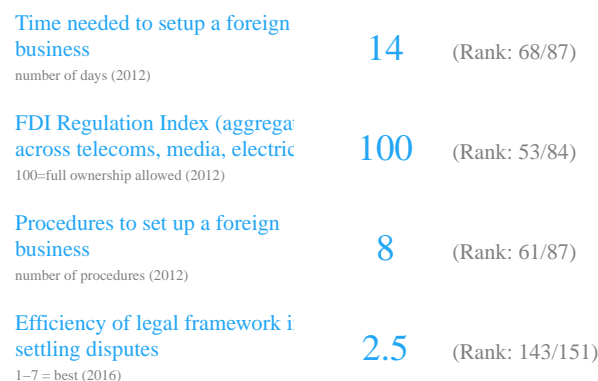 Time needed to setup a foreign
business
14
(Rank: 68/87)
number of days (2012)
FDI Regulation Index (aggregat
across telecoms, media, electric
100
(Rank: 53/84)
100=full ownership allowed (2012)
Procedures to set up a foreign
business
8
(Rank: 61/87)
number of procedures (2012)
Efficiency of legal framework i
settling disputes
2.5
(Rank: 143/151)
1–7 = best (2016)